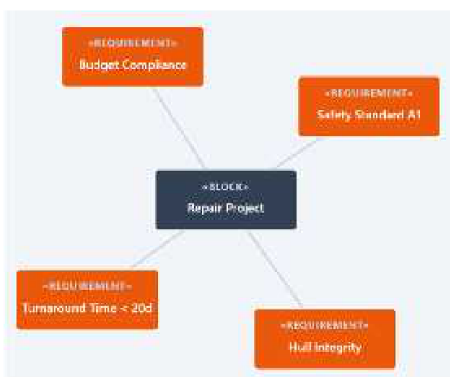 «REQUIREMENT»
Budget Compliance
«REQUIREMENT»
Safety Standard A1
«BLOCK»
Repair Project
«REQUIREMENT»
Turnaround Time < 20d
«REQUIREMENT»
Hull Integrity